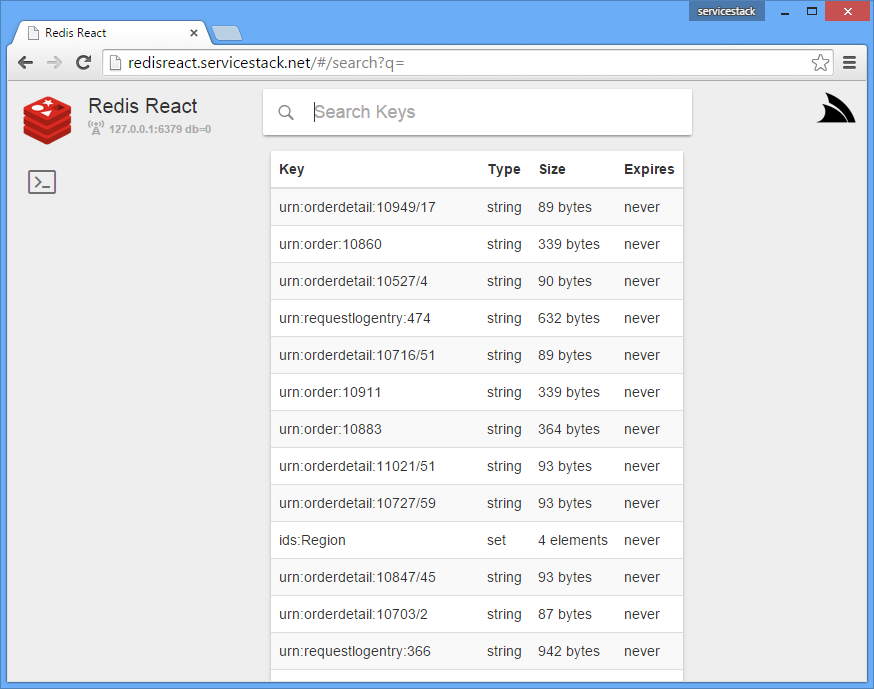 servicestack
Redis React
redisreact.servicestack.net/#/search?q=
Redis React
127.0.0.1:6379 db=0
Search Keys
Key Type Size Expires
urn:orderdetail:10949/17 string 89 bytes never
urn:order:10860 string 339 bytes never
urn:orderdetail:10527/4 string 90 bytes never
urn:requestlogentry:474 string 632 bytes never
urn:orderdetail:10716/51 string 89 bytes never
urn:order:10911 string 339 bytes never
urn:order:10883 string 364 bytes never
urn:orderdetail:11021/51 string 93 bytes never
urn:orderdetail:10727/59 string 93 bytes never
ids:Region set 4 elements never
urn:orderdetail:10847/45 string 93 bytes never
urn:orderdetail:10703/2 string 87 bytes never
urn:requestlogentry:366 string 942 bytes never